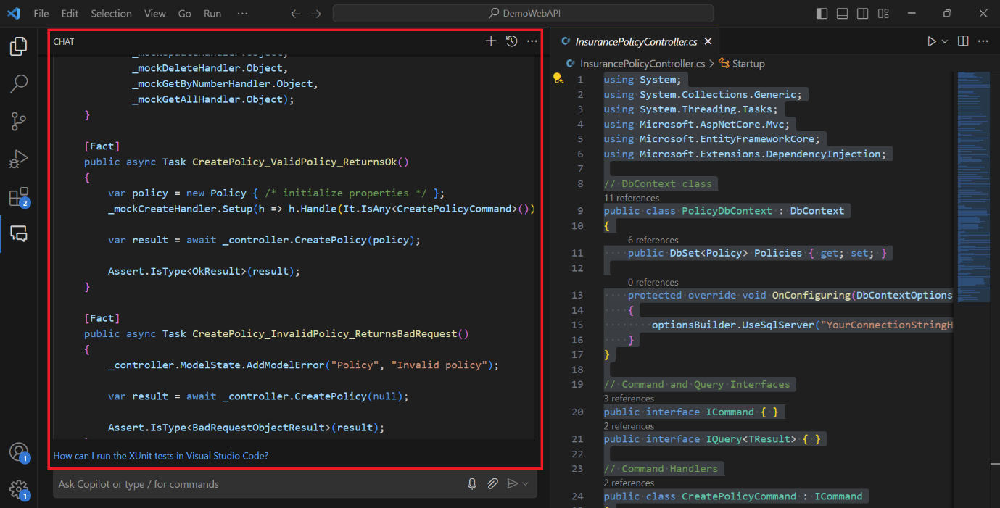 File Edit Selection View Go Run ··· DemoWebAPI
CHAT
_mockDeleteHandler.Object,
_mockGetByNumberHandler.Object,
_mockGetAllHandler.Object);
}
[Fact]
public async Task CreatePolicy_ValidPolicy_ReturnsOk()
{
var policy = new Policy { /* initialize properties */ };
_mockCreateHandler.Setup(h => h.Handle(It.IsAny<CreatePolicyCommand>())
var result = await _controller.CreatePolicy(policy);
Assert.IsType<OkResult>(result);
}
[Fact]
public async Task CreatePolicy_InvalidPolicy_ReturnsBadRequest()
{
_controller.ModelState.AddModelError("Policy", "Invalid policy");
var result = await _controller.CreatePolicy(null);
Assert.IsType<BadRequestObjectResult>(result);
How can I run the XUnit tests in Visual Studio Code?
Ask Copilot or type / for commands
2
1
1
InsurancePolicyController.cs
InsurancePolicyController.cs > Startup
1 using System;
2 using System.Collections.Generic;
3 using System.Threading.Tasks;
4 using Microsoft.AspNetCore.Mvc;
5 using Microsoft.EntityFrameworkCore;
6 using Microsoft.Extensions.DependencyInjection;
7
8 // DbContext class
11 references
9 public class PolicyDbContext : DbContext
10 {
6 references
11 public DbSet<Policy> Policies { get; set; }
12
0 references
13 protected override void OnConfiguring(DbContextOptions
14 {
15 optionsBuilder.UseSqlServer("YourConnectionStringH
16 }
17 }
18
19 // Command and Query Interfaces
3 references
20 public interface ICommand { }
2 references
21 public interface IQuery<TResult> { }
22
23 // Command Handlers
2 references
24 public class CreatePolicyCommand : ICommand